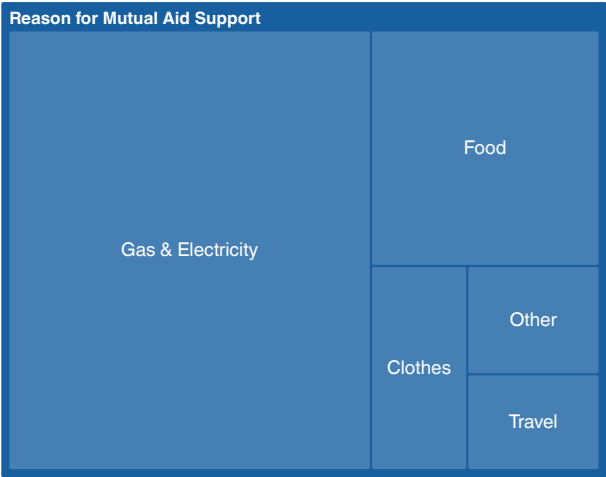 Reason for Mutual Aid Support
Gas & Electricity
Food
Clothes
Other
Travel